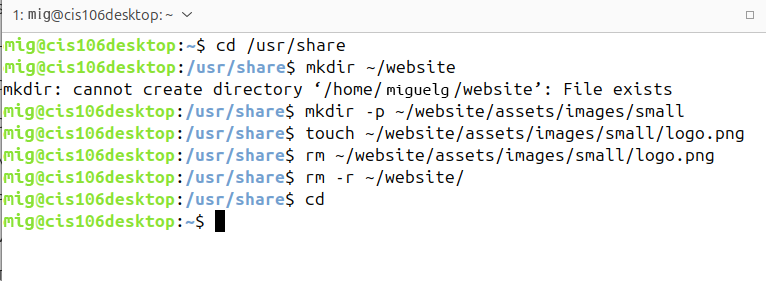 1: mig@cis106desktop: ~
mig@cis106desktop:~$ cd /usr/share
mig@cis106desktop:/usr/share$ mkdir ~/website
mkdir: cannot create directory ‘/home/miguelg/website’: File exists
mig@cis106desktop:/usr/share$ mkdir -p ~/website/assets/images/small
mig@cis106desktop:/usr/share$ touch ~/website/assets/images/small/logo.png
mig@cis106desktop:/usr/share$ rm ~/website/assets/images/small/logo.png
mig@cis106desktop:/usr/share$ rm -r ~/website/
mig@cis106desktop:/usr/share$ cd
mig@cis106desktop:~$